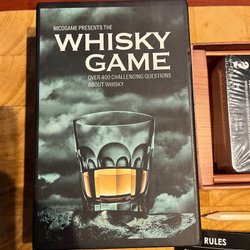 NICOGAME PRESENTS THE
WHISKY
GAME
OVER 400 CHALLENGING QUESTIONS
ABOUT WHISKY
RULES